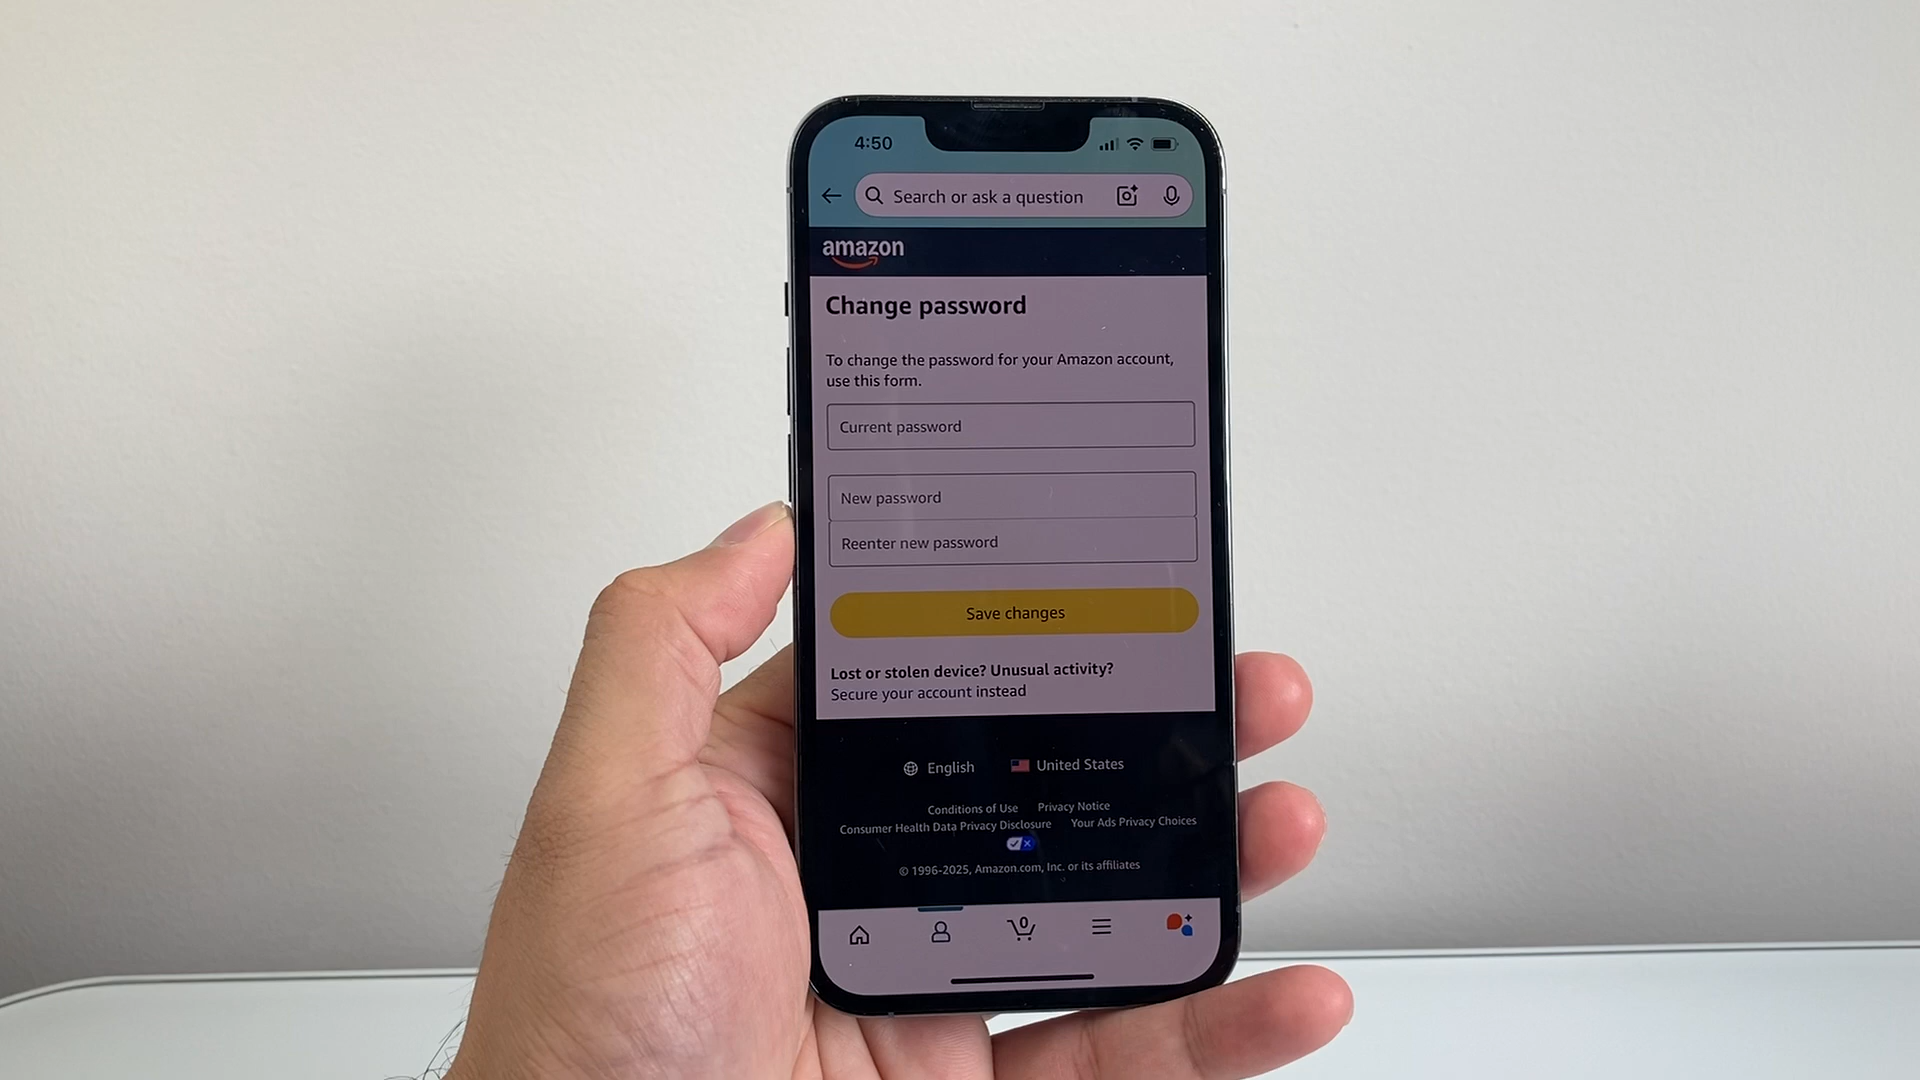 4:50
Search or ask a question
amazon
Change password
To change the password for your Amazon account,
use this form.
Current password
New password
Reenter new password
Save changes
Lost or stolen device? Unusual activity?
Secure your account instead
English United States
Conditions of Use Privacy Notice
Consumer Health Data Privacy Disclosure Your Ads Privacy Choices
© 1996-2025, Amazon.com, Inc. or its affiliates
0